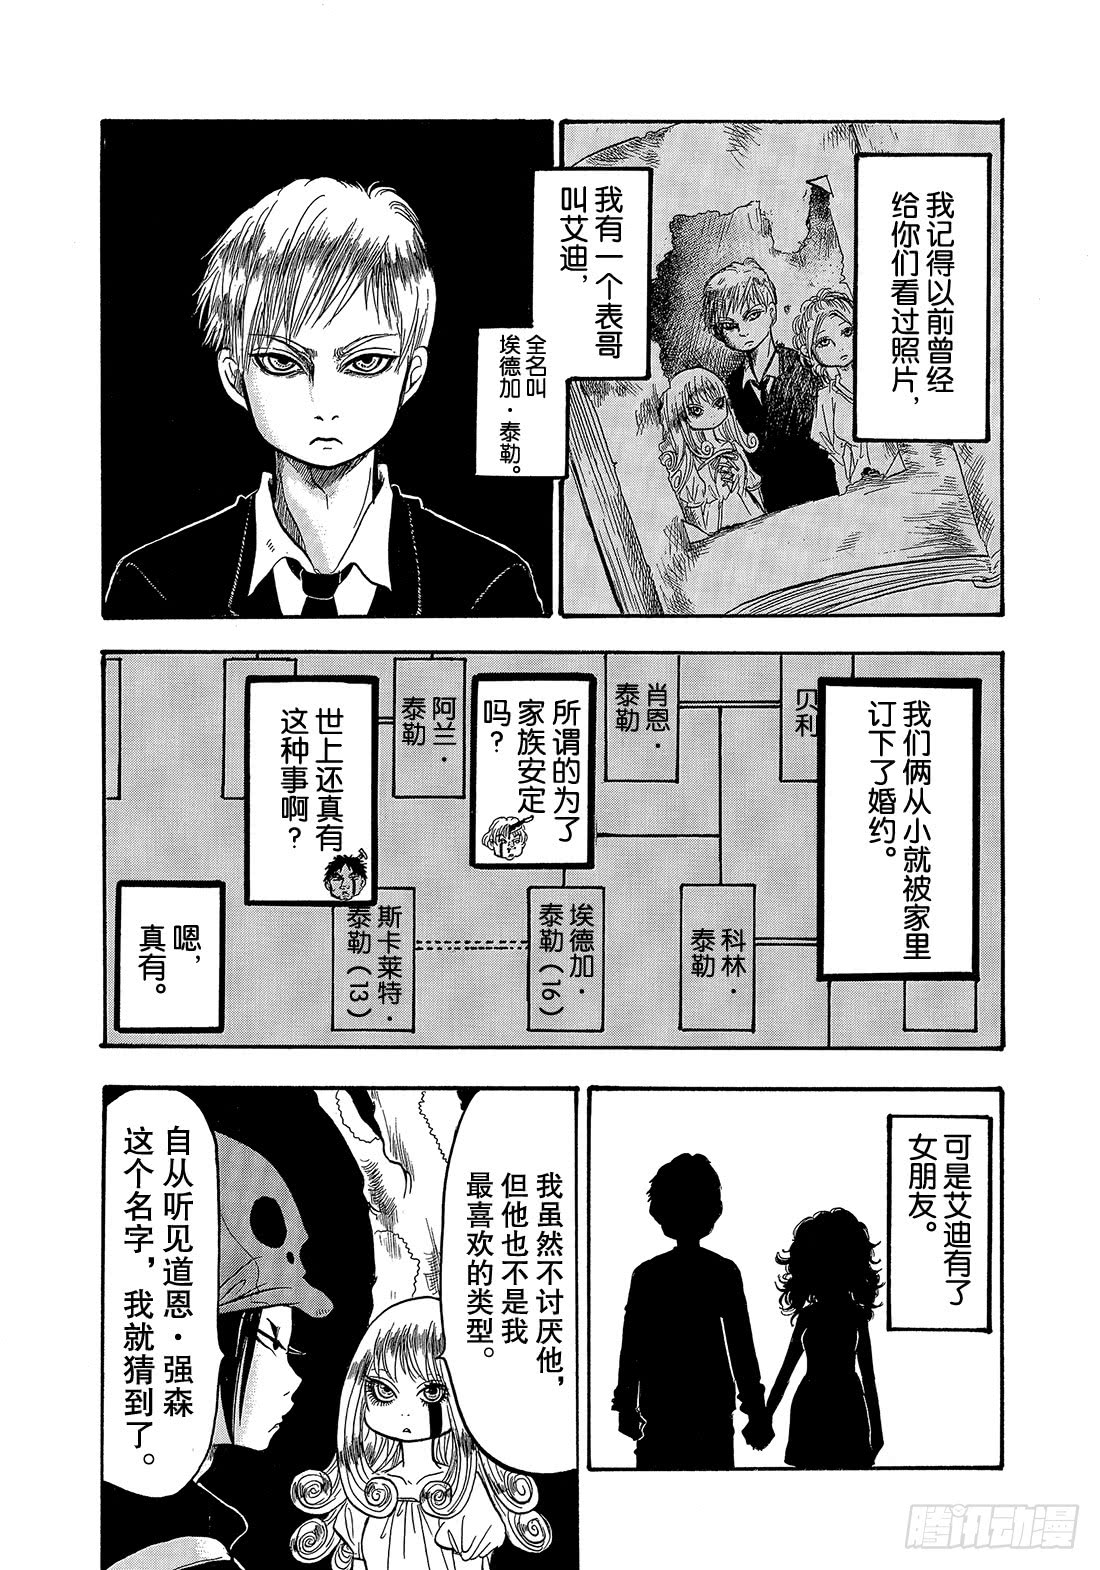 我记得以前曾经
给你们看过照片，
我有一个表哥
叫艾迪，
全名叫
埃德加·泰勒。
我们俩从小就被家里
订下了婚约。
所谓的为了
家族安定
吗？
世上还真有
这种事啊？
嗯，
真有。
贝
利
肖恩·
泰勒
阿兰·
泰勒
科林·
泰勒
埃德加·
泰勒（16）
斯卡莱特·
泰勒（13）
可是艾迪有了
女朋友。
我虽然不讨厌他，
但他也不是我
最喜欢的类型。
自从听见道恩·强森
这个名字，我就猜到了。
腾讯动漫